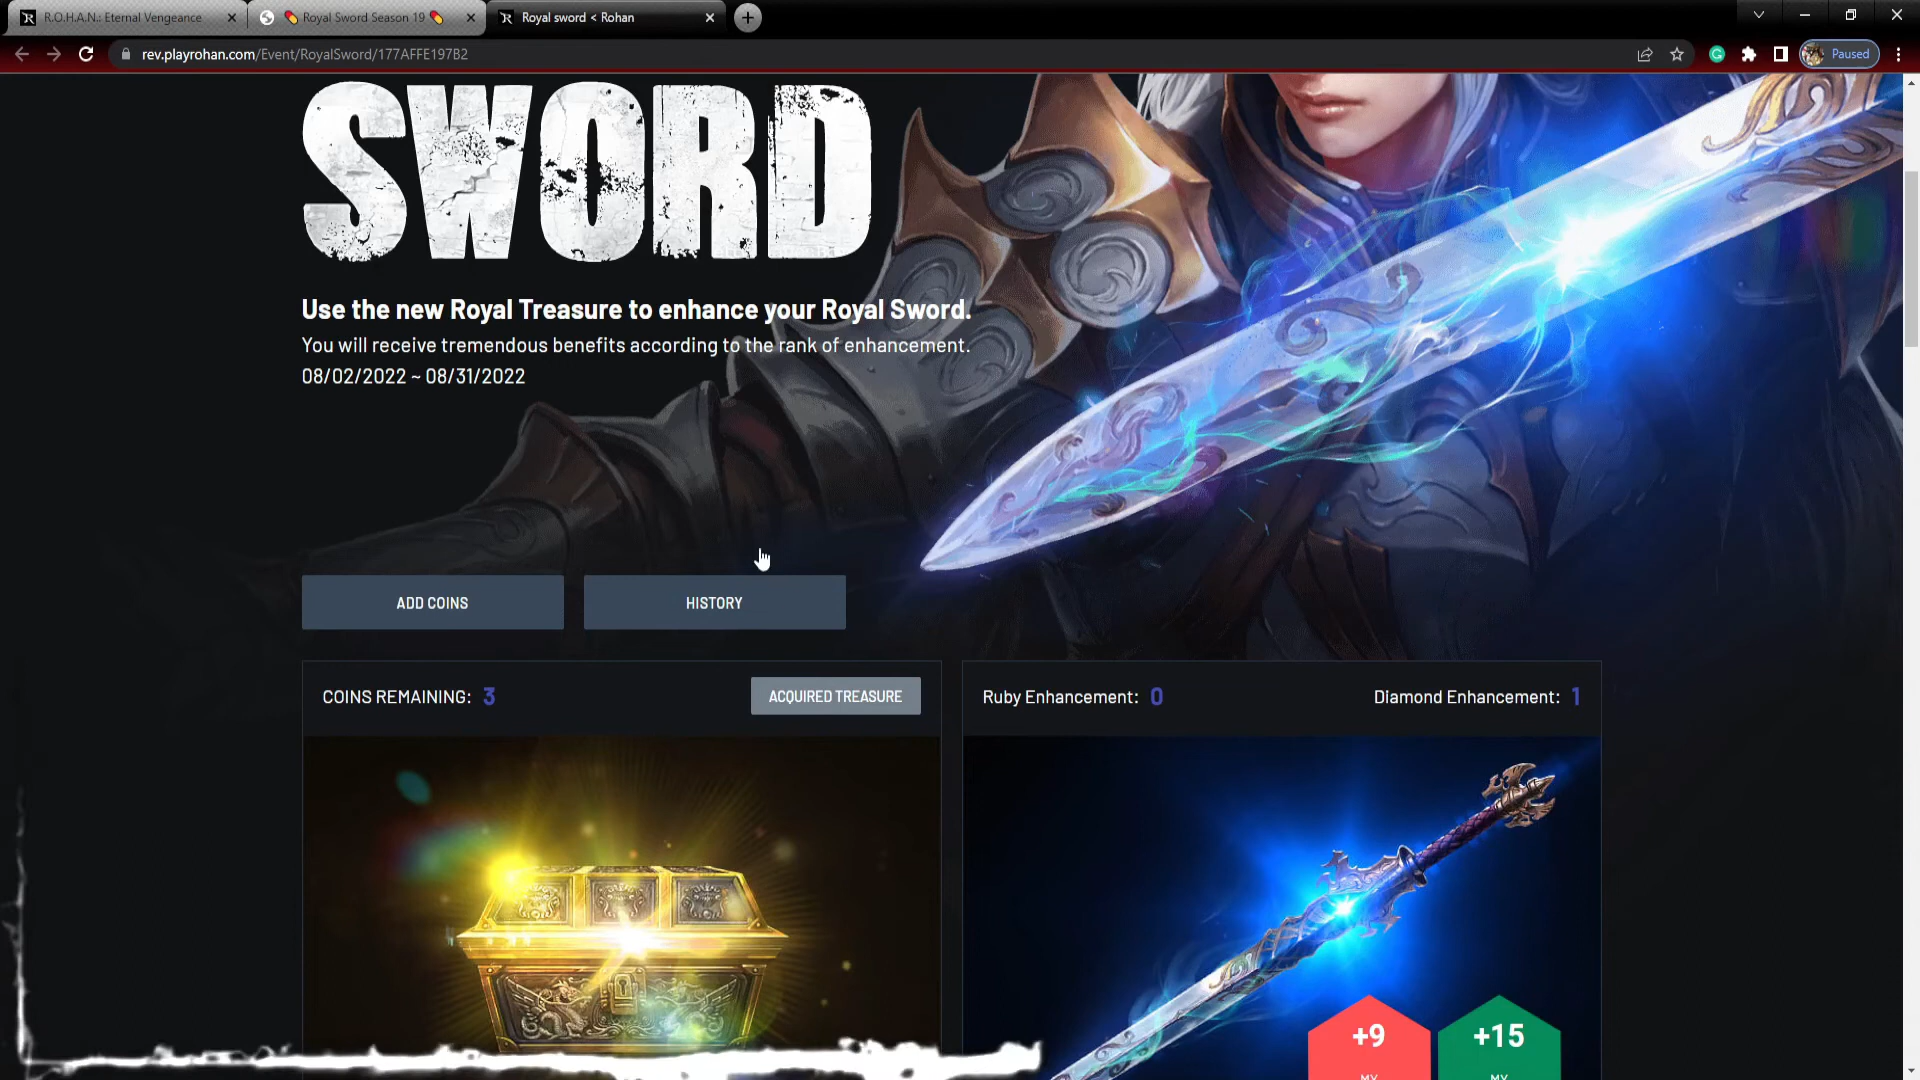 R.O.H.A.N.: Eternal Vengeance
Royal Sword Season 19
Royal sword < Rohan
rev.playrohan.com/Event/RoyalSword/177AFFE197B2
Paused
SWORD
Use the new Royal Treasure to enhance your Royal Sword.
You will receive tremendous benefits according to the rank of enhancement.
08/02/2022 ~ 08/31/2022
ADD COINS
HISTORY
COINS REMAINING: 3
ACQUIRED TREASURE
Ruby Enhancement: 0
Diamond Enhancement: 1
+9
+15
MY
MY